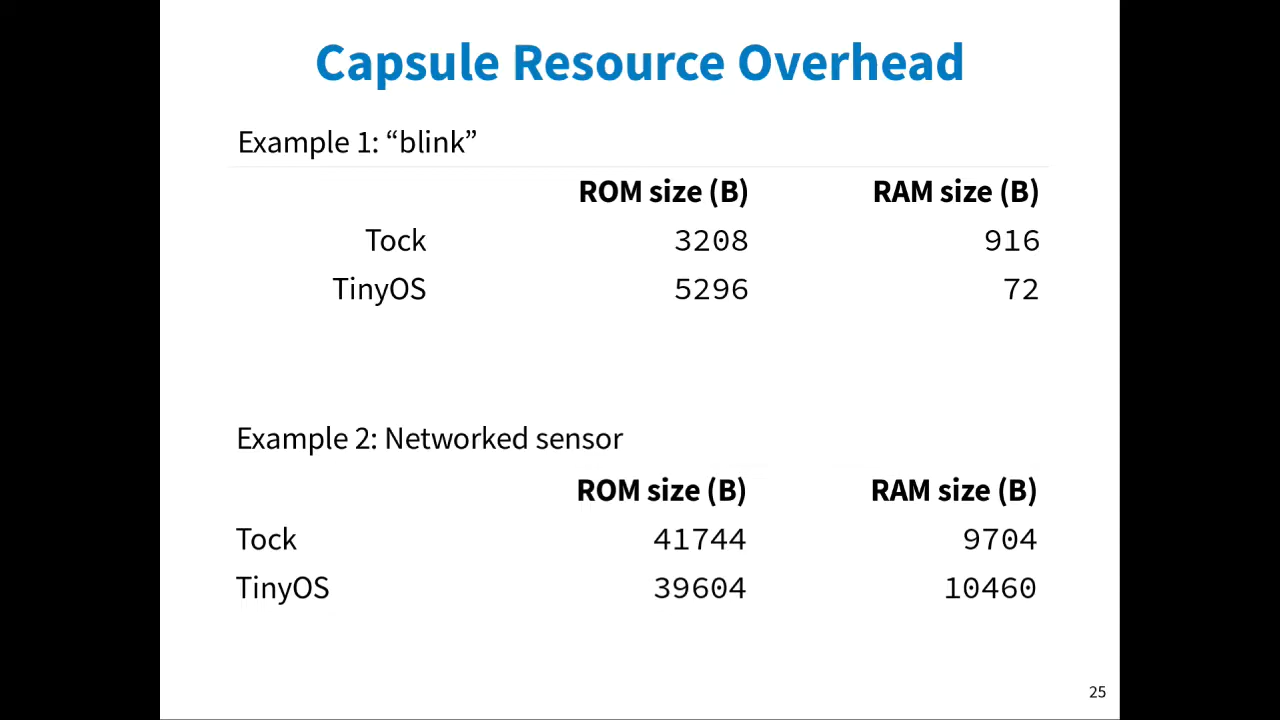 Capsule Resource Overhead
Example 1: “blink”
ROM size (B) RAM size (B)
Tock 3208 916
TinyOS 5296 72
Example 2: Networked sensor
ROM size (B) RAM size (B)
Tock 41744 9704
TinyOS 39604 10460
25